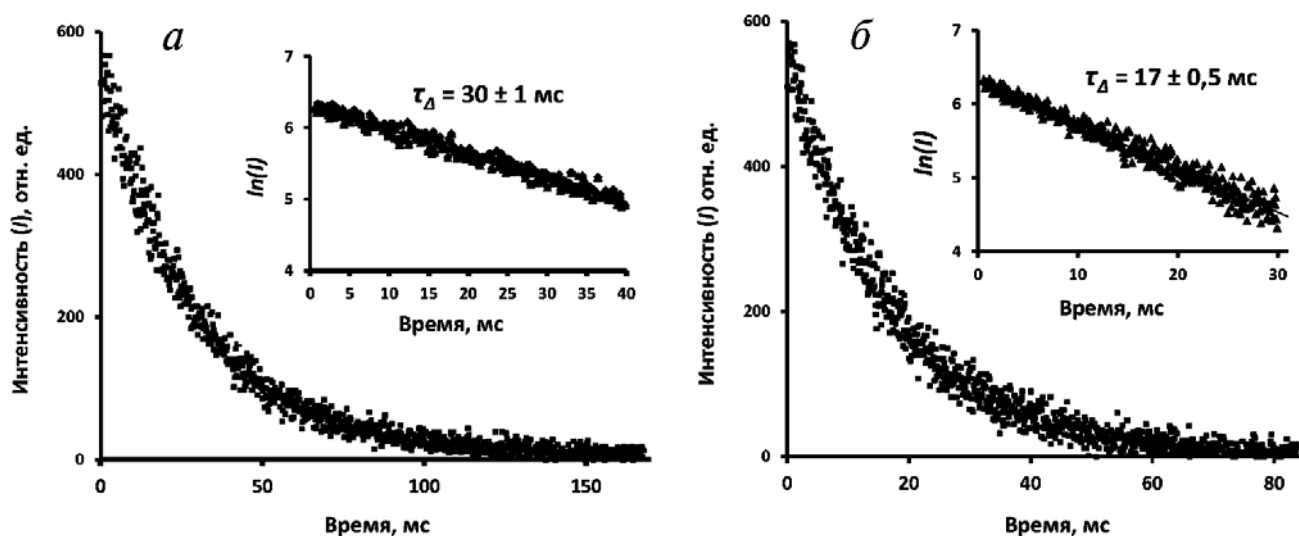 а
600
400
200
0
Интенсивность (I), отн. ед.
0 50 100 150
Время, мс
7
6
5
4
ln(I)
τΔ = 30 ± 1 мс
0 5 10 15 20 25 30 35 40
Время, мс
б
600
400
200
0
Интенсивность (I) отн. ед.
0 20 40 60 80
Время, мс
7
6
5
4
ln(I)
τΔ = 17 ± 0,5 мс
0 10 20 30
Время, мс